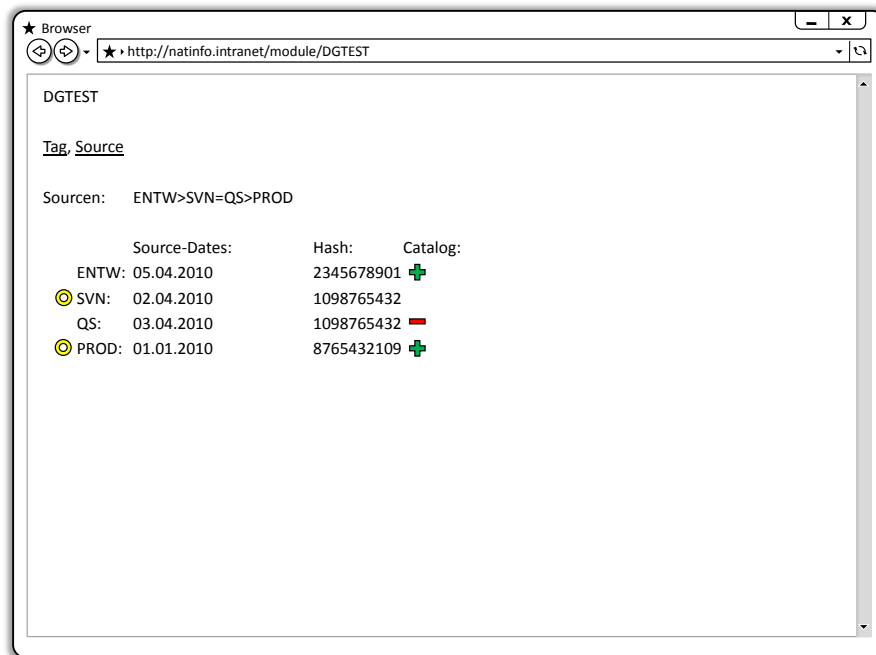 Browser
X
http://natinfo.intranet/module/DGTEST
DGTEST
Tag, Source
Sourcen: ENTW>SVN=QS>PROD
Source-Dates: Hash: Catalog:
ENTW: 05.04.2010 2345678901
SVN: 02.04.2010 1098765432
QS: 03.04.2010 1098765432
PROD: 01.01.2010 8765432109